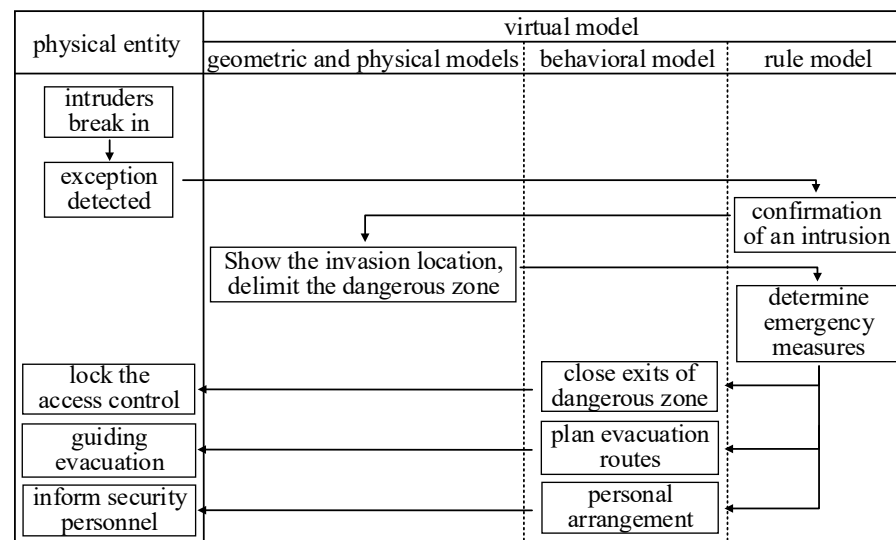 physical entity
virtual model
geometric and physical models
behavioral model
rule model
intruders
break in
exception
detected
confirmation
of an intrusion
Show the invasion location,
delimit the dangerous zone
determine
emergency
measures
lock the
access control
close exits of
dangerous zone
guiding
evacuation
plan evacuation
routes
inform security
personnel
personal
arrangement